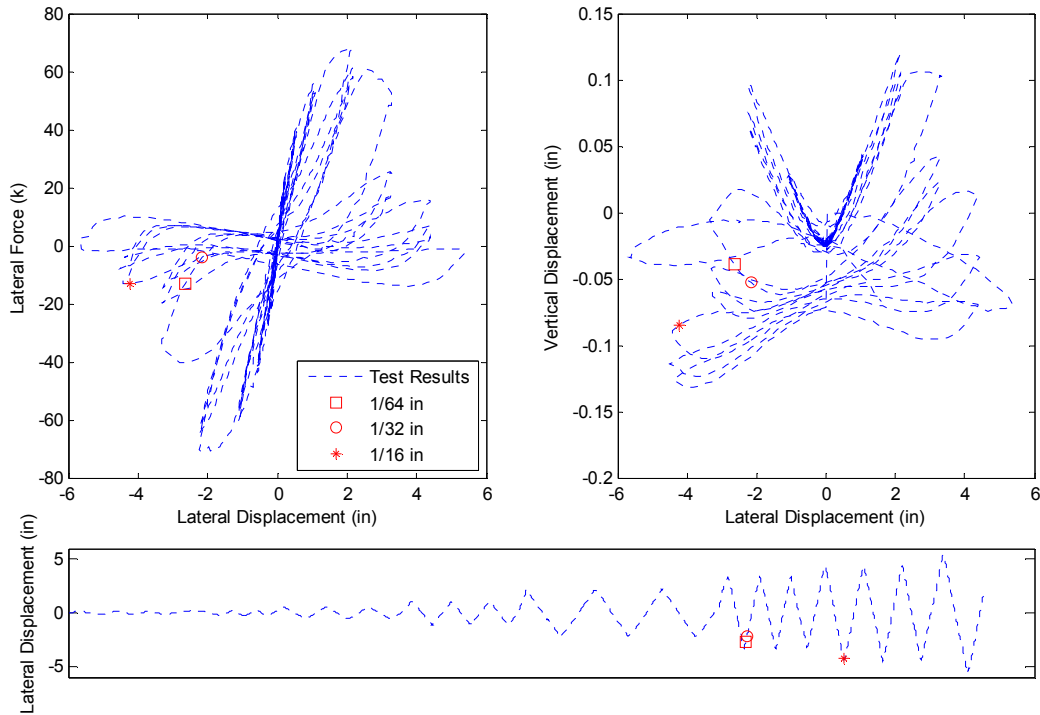 80
60
40
20
0
-20
-40
-60
-80
Lateral Force (k)
-6 -4 -2 0 2 4 6
Lateral Displacement (in)
Test Results
1/64 in
1/32 in
1/16 in
0.15
0.1
0.05
0
-0.05
-0.1
-0.15
-0.2
Vertical Displacement (in)
-6 -4 -2 0 2 4 6
Lateral Displacement (in)
5
0
-5
Lateral Displacement (in)